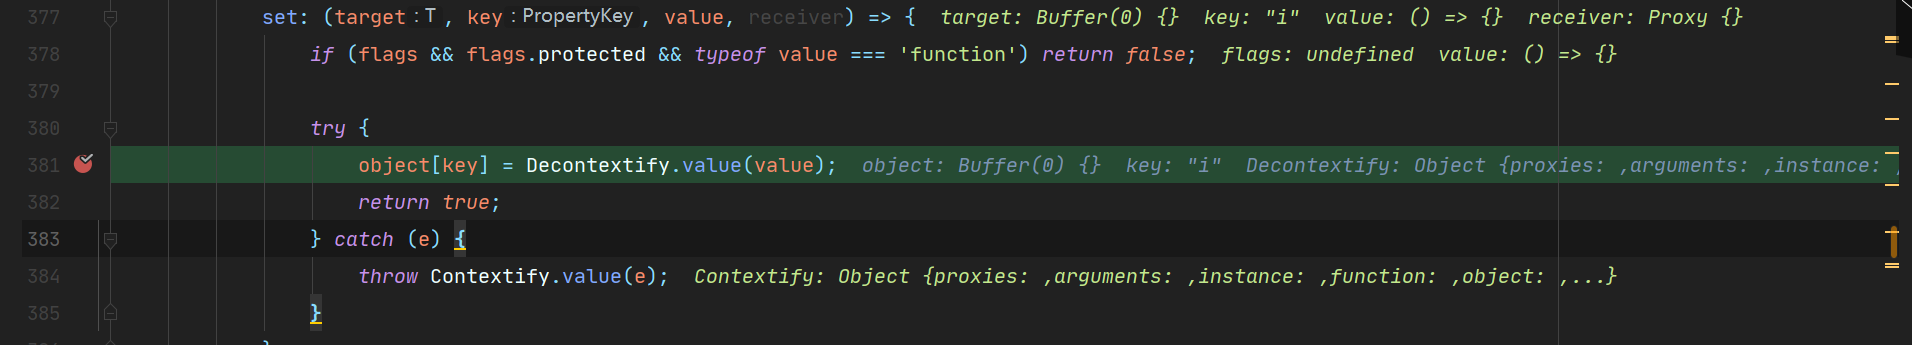 377 set: (target : T , key : PropertyKey , value, receiver) => { target: Buffer(0) {} key: "i" value: () => {} receiver: Proxy {}
378 if (flags && flags.protected && typeof value === 'function') return false; flags: undefined value: () => {}
379
380 try {
381 object[key] = Decontextify.value(value); object: Buffer(0) {} key: "i" Decontextify: Object {proxies: ,arguments: ,instance: ,
382 return true;
383 } catch (e) {
384 throw Contextify.value(e); Contextify: Object {proxies: ,arguments: ,instance: ,function: ,object: ,...}
385 }